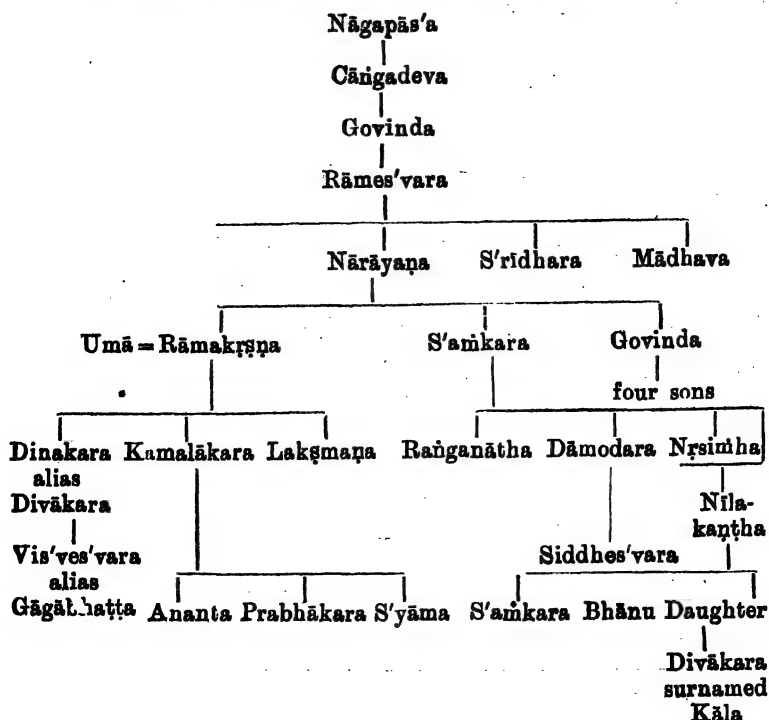 Nāgapās'a
Cāṅgadeva
Govinda
Rāmes'vara
Nārāyaṇa S'rīdhara Mādhava
Umā = Rāmakṛṣṇa S'aṁkara Govinda
four sons
Dinakara Kamalākara Lakṣmaṇa Raṅganātha Dāmodara Nṛsiṁha
alias
Divākara Nīla-
kaṇṭha
Vis'ves'vara Siddhes'vara
alias
Gāgābhaṭṭa Ananta Prabhākara S'yāma S'aṁkara Bhānu Daughter
Divākara
surnamed
Kāla